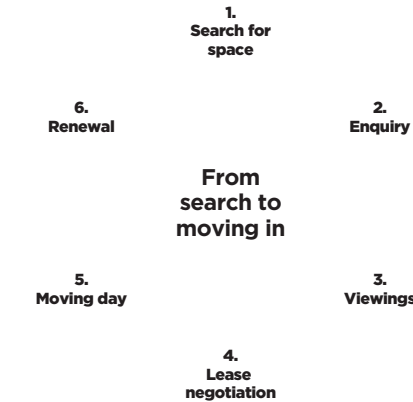 1.
Search for
space
2.
Enquiry
3.
Viewings
4.
Lease
negotiation
5.
Moving day
6.
Renewal
From
search to
moving in